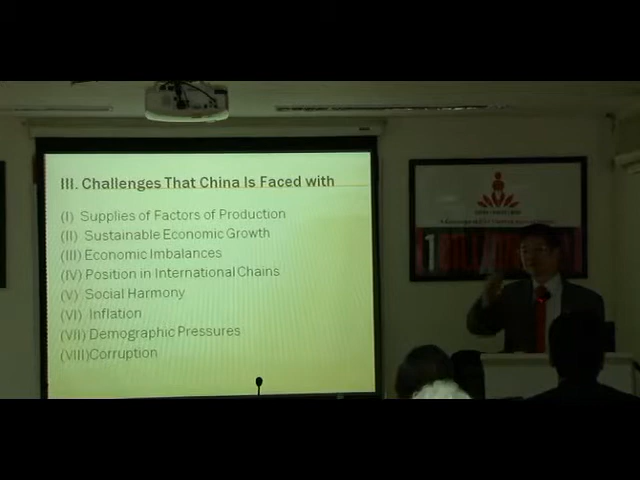 III. Challenges That China Is Faced with
(I) Supplies of Factors of Production
(II) Sustainable Economic Growth
(III) Economic Imbalances
(IV) Position in International Chains
(V) Social Harmony
(VI) Inflation
(VII) Demographic Pressures
(VIII)Corruption